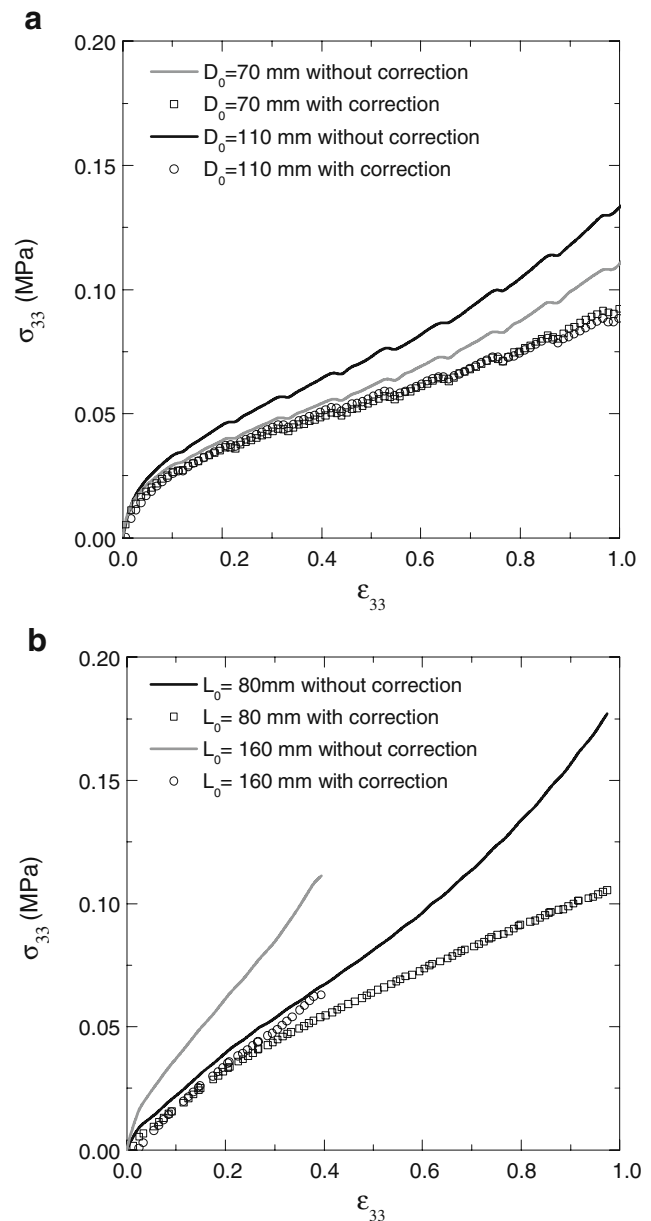 a
0.20
0.15
0.10
0.05
0.00
σ₃₃ (MPa)
D₀=70 mm without correction
D₀=70 mm with correction
D₀=110 mm without correction
D₀=110 mm with correction
0.0 0.2 0.4 0.6 0.8 1.0
ε₃₃
b
0.20
0.15
0.10
0.05
0.00
σ₃₃ (MPa)
L₀= 80mm without correction
L₀= 80 mm with correction
L₀= 160 mm without correction
L₀= 160 mm with correction
0.0 0.2 0.4 0.6 0.8 1.0
ε₃₃